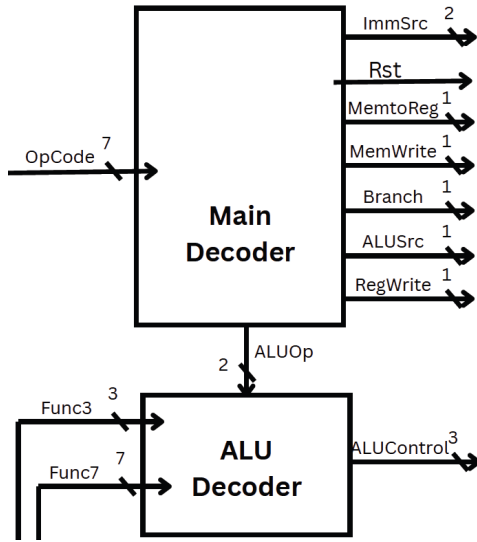 ImmSrc
2
Rst
MemtoReg
1
OpCode
7
MemWrite
1
Branch
1
Main
Decoder
ALUSrc
1
RegWrite
1
2
ALUOp
Func3
3
ALU
Decoder
ALUControl
3
Func7
7